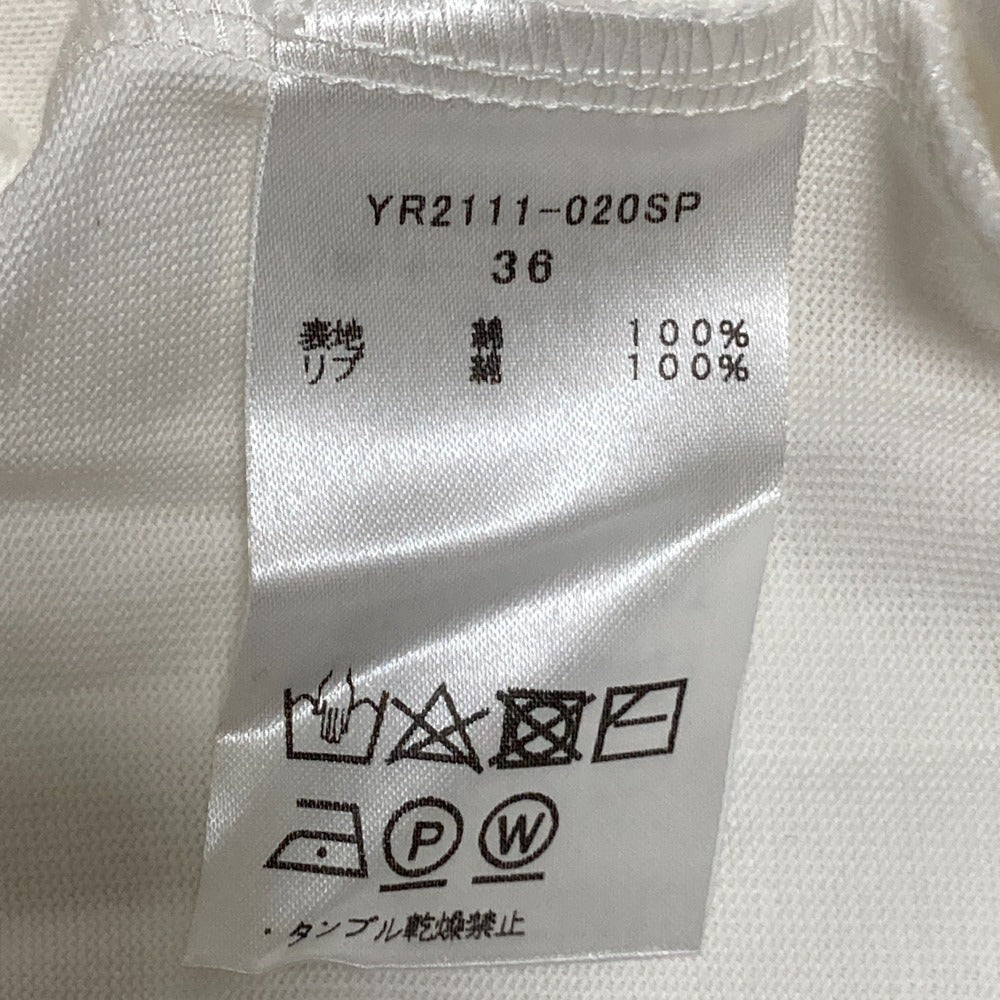 YR2111-020SP
36
表地 綿 100%
リブ 綿 100%
P W
・タンブル乾燥禁止